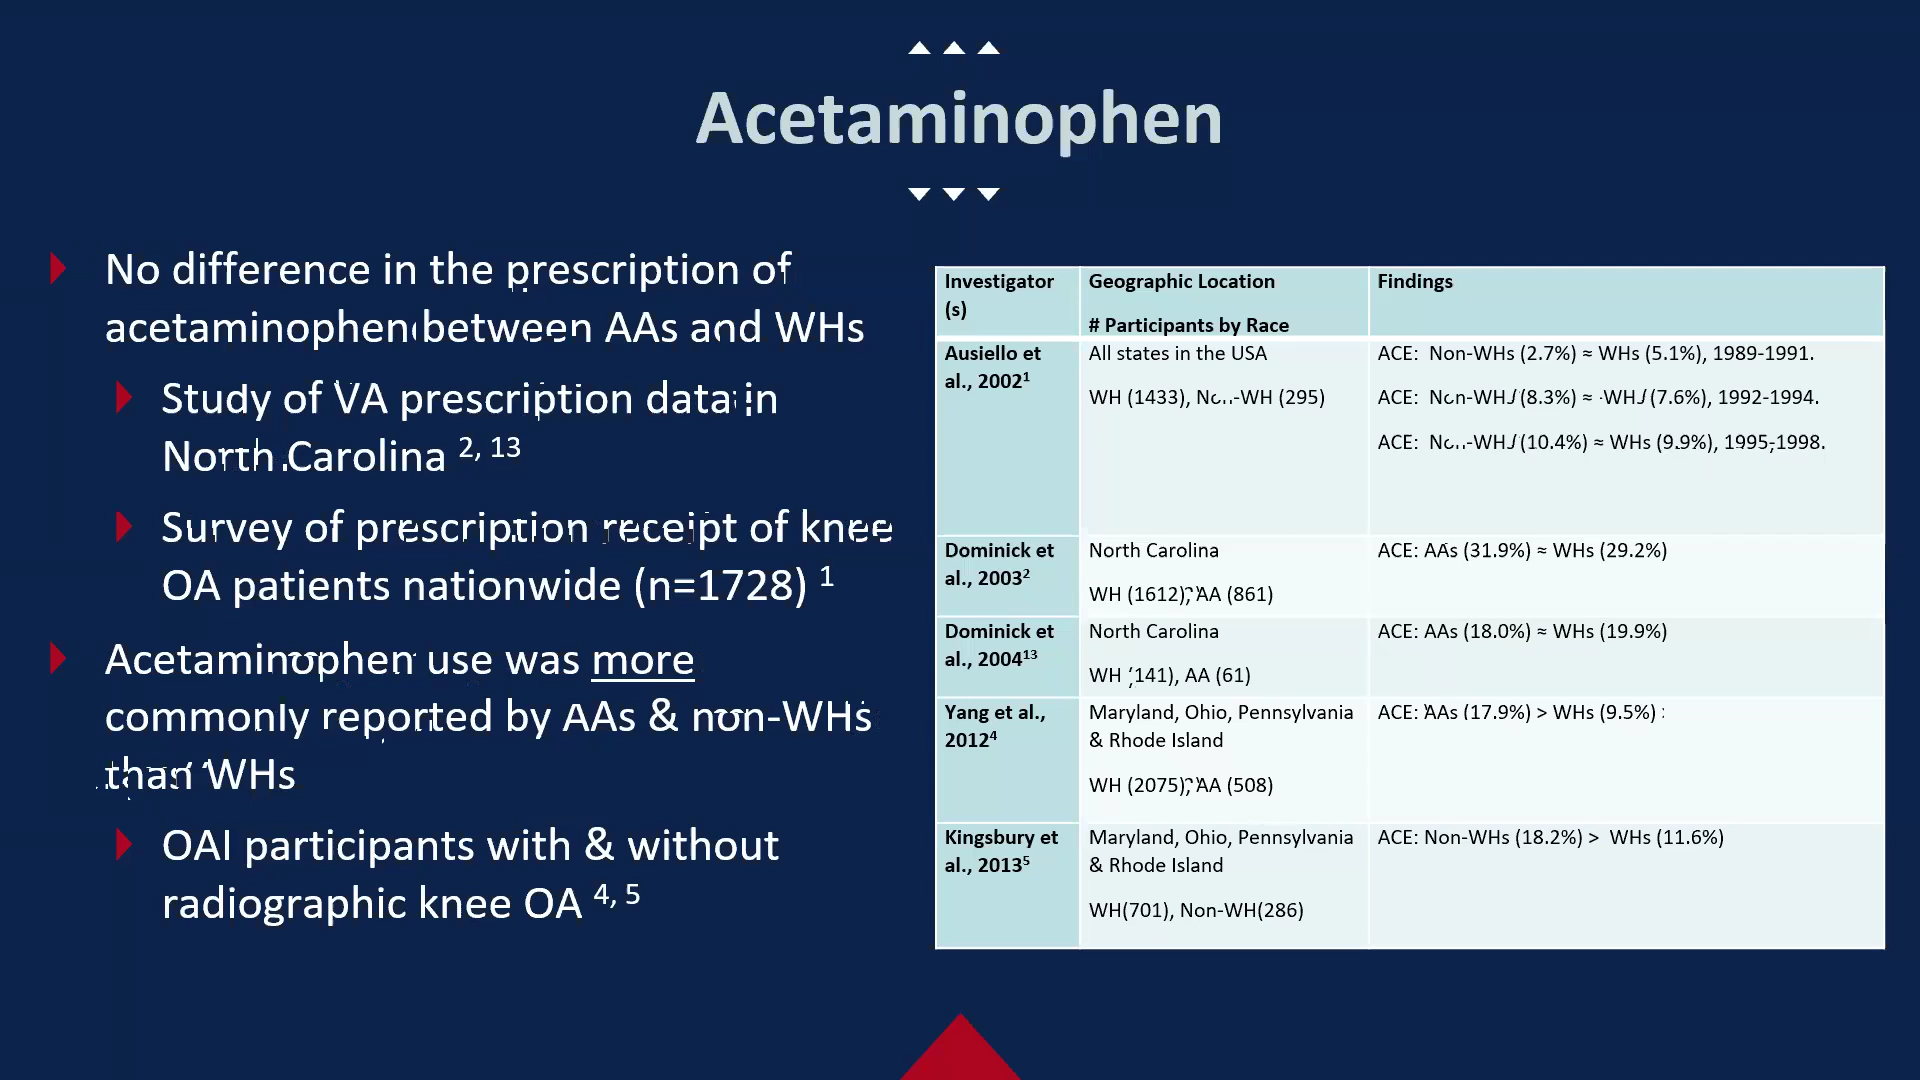 Acetaminophen
No difference in the prescription of
acetaminophen between AAs and WHs
Study of VA prescription data in
North Carolina 2, 13
Survey of prescription receipt of knee
OA patients nationwide (n=1728) 1
Acetaminophen use was more
commonly reported by AAs & non-WHs
than WHs
OAI participants with & without
radiographic knee OA 4, 5
Investigator
(s)
Geographic Location
# Participants by Race
Findings
Ausiello et
al., 2002¹
All states in the USA
WH (1433), Non-WH (295)
ACE: Non-WHs (2.7%) ≈ WHs (5.1%), 1989-1991.
ACE: Non-WHs (8.3%) ≈ WHs (7.6%), 1992-1994.
ACE: Non-WHs (10.4%) ≈ WHs (9.9%), 1995-1998.
Dominick et
al., 2003²
North Carolina
WH (1612), AA (861)
ACE: AAs (31.9%) ≈ WHs (29.2%)
Dominick et
al., 2004¹³
North Carolina
WH (141), AA (61)
ACE: AAs (18.0%) ≈ WHs (19.9%)
Yang et al.,
2012⁴
Maryland, Ohio, Pennsylvania
& Rhode Island
WH (2075), AA (508)
ACE: AAs (17.9%) > WHs (9.5%)
Kingsbury et
al., 2013⁵
Maryland, Ohio, Pennsylvania
& Rhode Island
WH(701), Non-WH(286)
ACE: Non-WHs (18.2%) > WHs (11.6%)